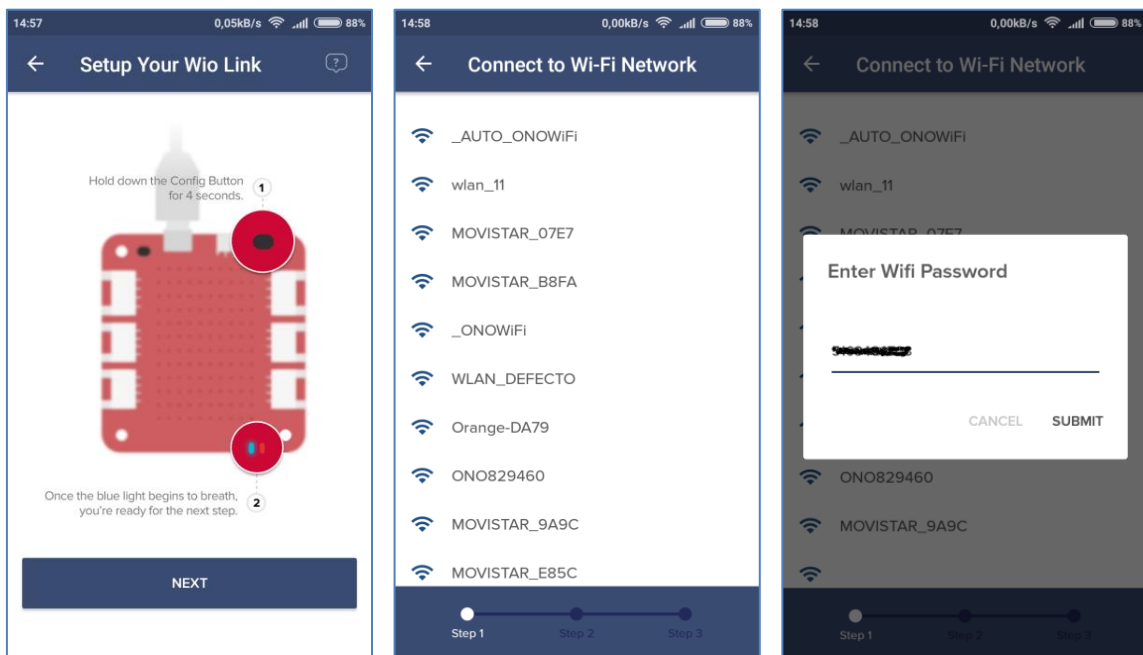 14:57 0,05kB/s 88%
Setup Your Wio Link ?
Hold down the Config Button
for 4 seconds.
1
Once the blue light begins to breath,
you're ready for the next step.
2
NEXT
14:58 0,00kB/s 88%
Connect to Wi-Fi Network
_AUTO_ONOWiFi
wlan_11
MOVISTAR_07E7
MOVISTAR_B8FA
_ONOWiFi
WLAN_DEFECTO
Orange-DA79
ONO829460
MOVISTAR_9A9C
MOVISTAR_E85C
Step 1 Step 2 Step 3
14:58 0,00kB/s 88%
Connect to Wi-Fi Network
_AUTO_ONOWiFi
wlan_11
MOVISTAR_07E7
Enter Wifi Password
CANCEL SUBMIT
ONO829460
MOVISTAR_9A9C
Step 1 Step 2 Step 3